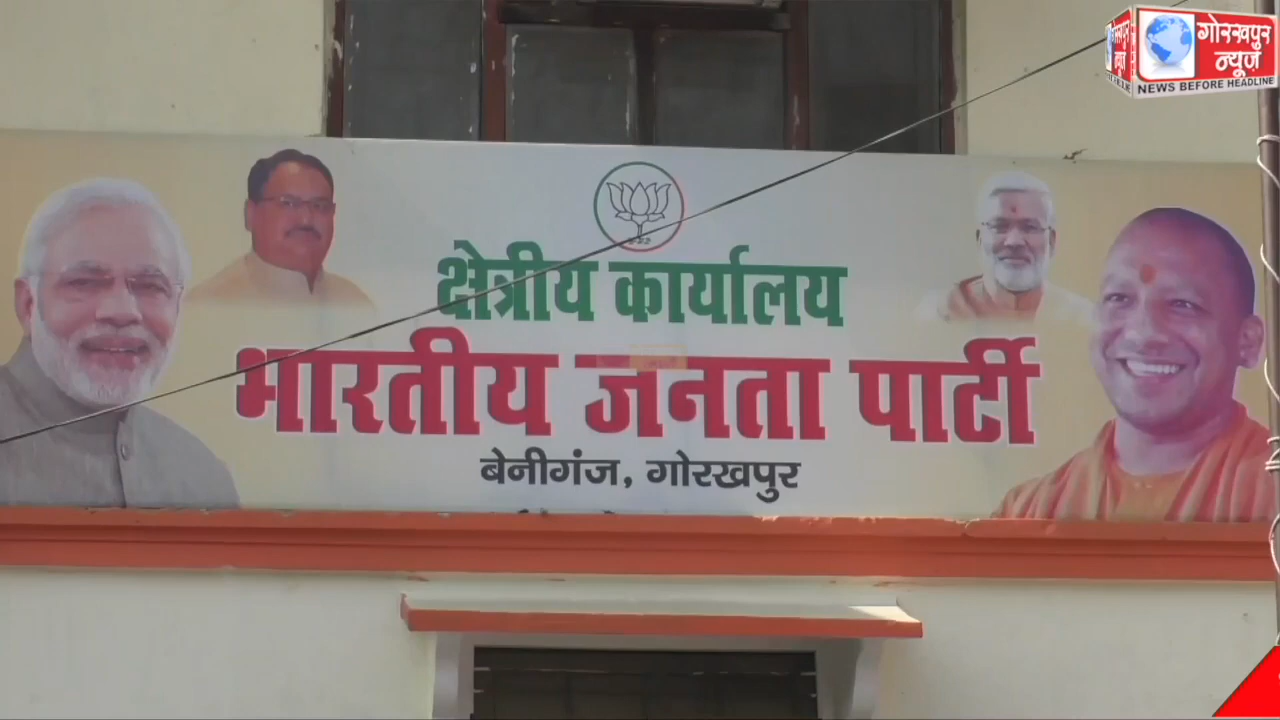 गोरखपुर
न्यूज़
NEWS BEFORE HEADLINE
क्षेत्रीय कार्यालय
भारतीय जनता पार्टी
बेनीगंज, गोरखपुर